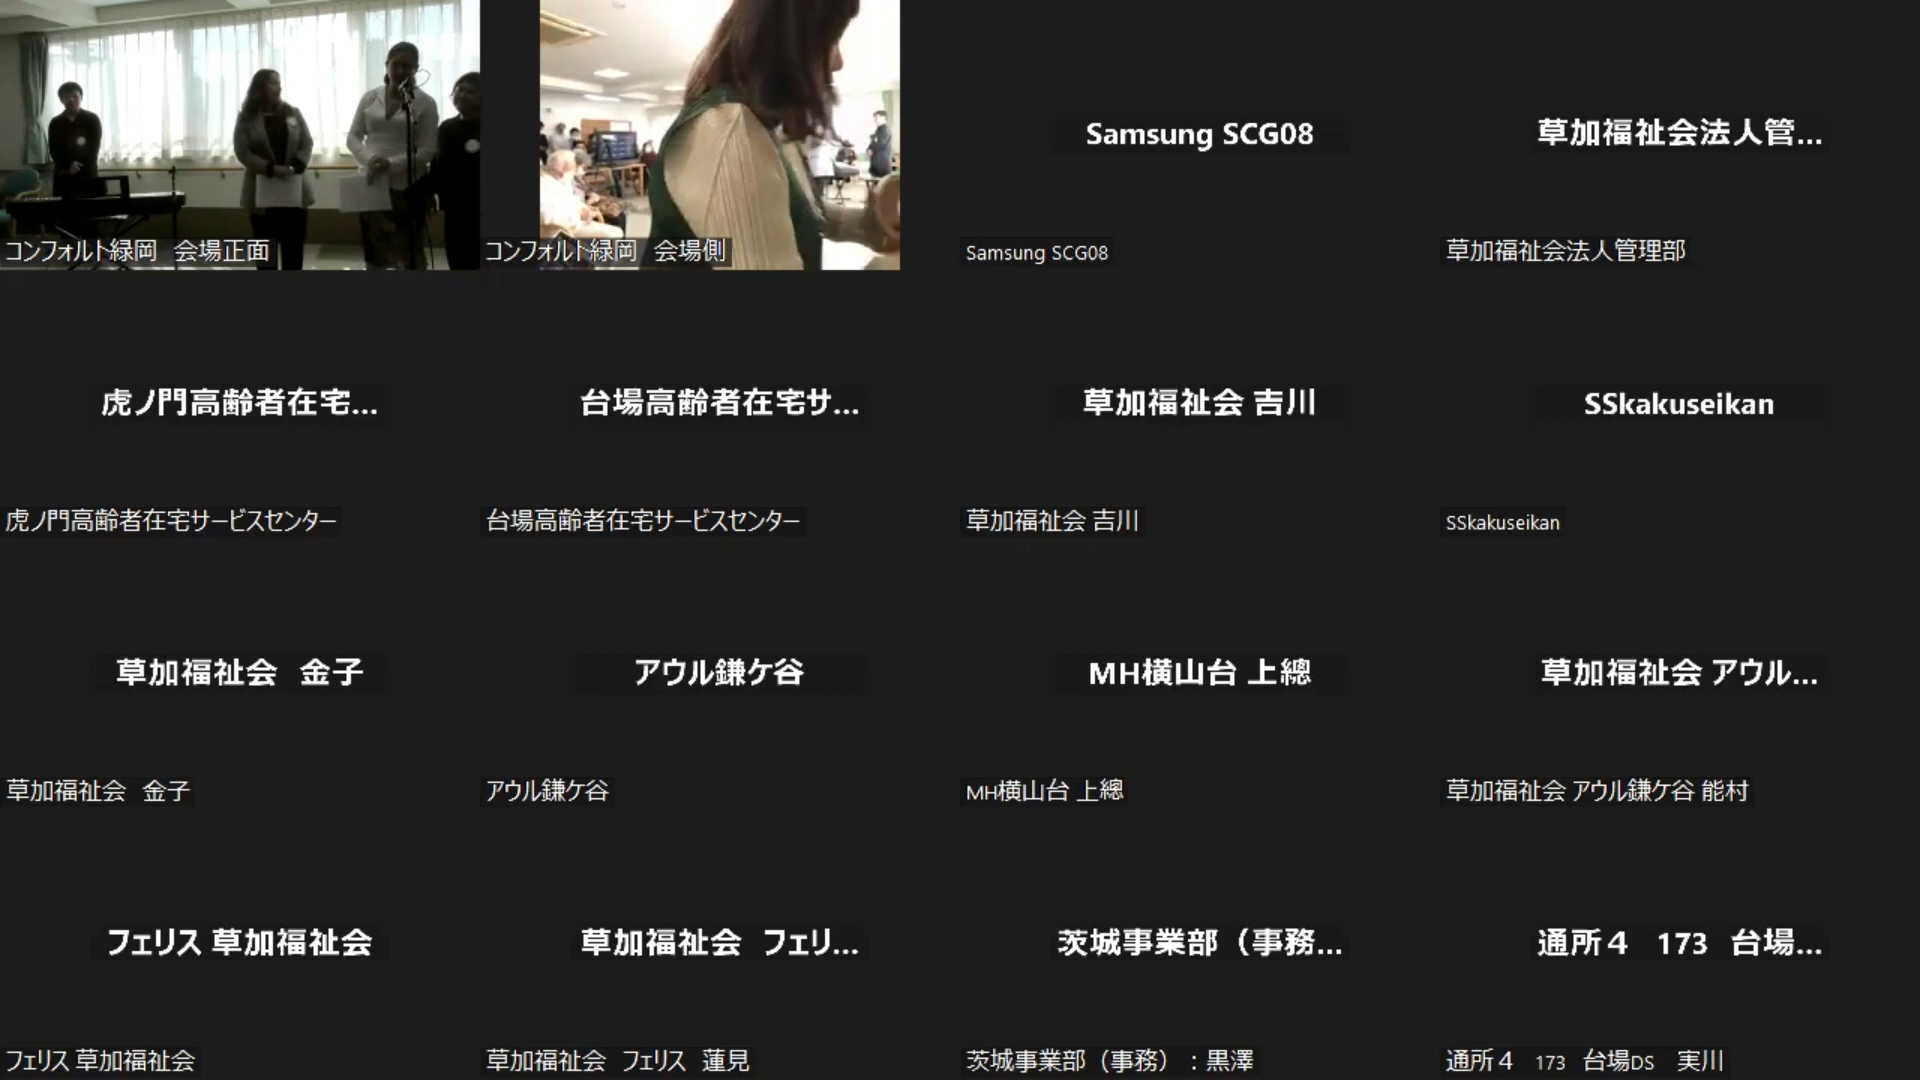 コンフォルト緑岡　会場正面
コンフォルト緑岡　会場側
Samsung SCG08
Samsung SCG08
草加福祉会法人管...
草加福祉会法人管理部
虎ノ門高齢者在宅...
虎ノ門高齢者在宅サービスセンター
台場高齢者在宅サ...
台場高齢者在宅サービスセンター
草加福祉会 吉川
草加福祉会 吉川
SSkakuseikan
SSkakuseikan
草加福祉会　金子
草加福祉会　金子
アウル鎌ケ谷
アウル鎌ケ谷
MH横山台 上總
MH横山台 上總
草加福祉会 アウル...
草加福祉会 アウル鎌ケ谷 能村
フェリス 草加福祉会
フェリス 草加福祉会
草加福祉会　フェリ...
草加福祉会　フェリス　蓮見
茨城事業部（事務...
茨城事業部（事務）：黒澤
通所４　173　台場...
通所４　173　台場DS　実川